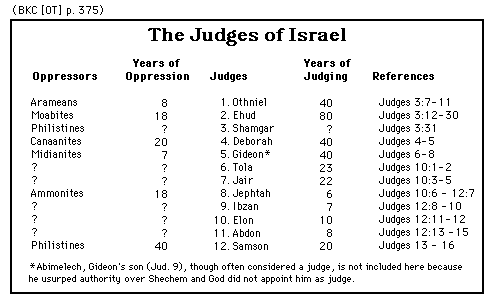 (BKC [OT] p. 375)
The Judges of Israel
Years of Years of
Oppressors Oppression Judges Judging References
Arameans 8 1. Othniel 40 Judges 3:7-11
Moabites 18 2. Ehud 80 Judges 3:12-30
Philistines ? 3. Shamgar ? Judges 3:31
Canaanites 20 4. Deborah 40 Judges 4-5
Midianites 7 5. Gideon* 40 Judges 6-8
? ? 6. Tola 23 Judges 10:1-2
? ? 7. Jair 22 Judges 10:3-5
Ammonites 18 8. Jephtah 6 Judges 10:6 - 12:7
? ? 9. Ibzan 7 Judges 12:8 -10
? ? 10. Elon 10 Judges 12:11-12
? ? 11. Abdon 8 Judges 12:13 -15
Philistines 40 12. Samson 20 Judges 13 - 16
*Abimelech, Gideon's son (Jud. 9), though often considered a judge, is not included here because
he usurped authority over Shechem and God did not appoint him as judge.